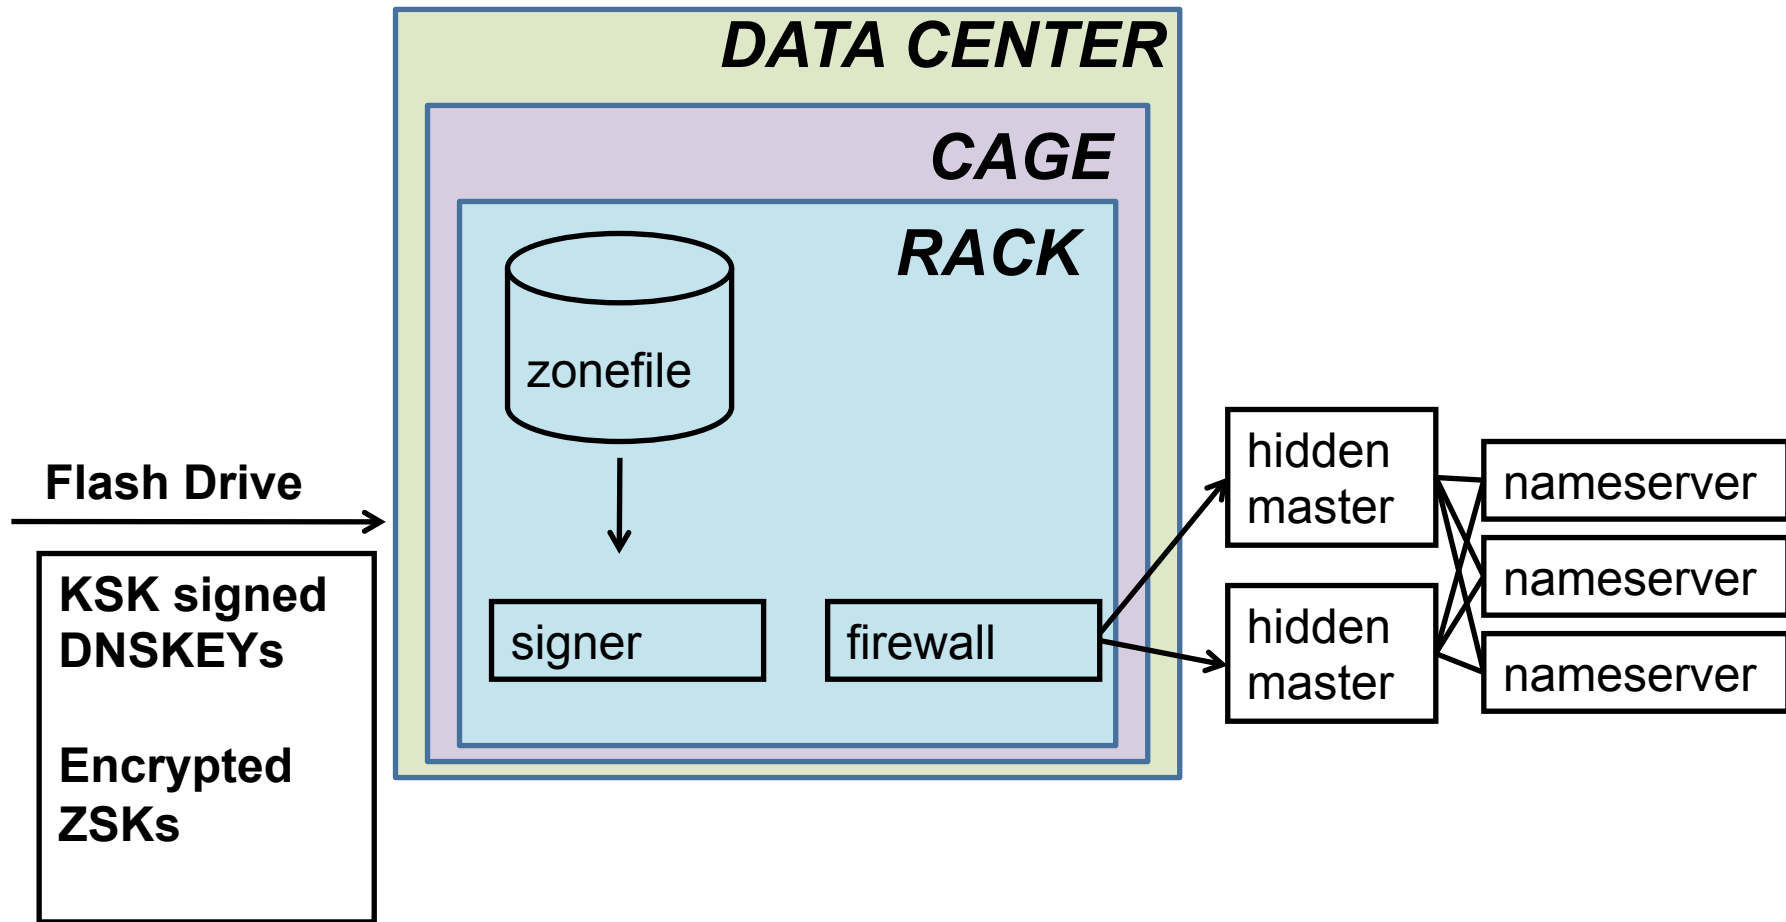 DATA CENTER
CAGE
RACK
zonefile
signer
firewall
Flash Drive
KSK signed
DNSKEYs
Encrypted
ZSKs
hidden
master
hidden
master
nameserver
nameserver
nameserver